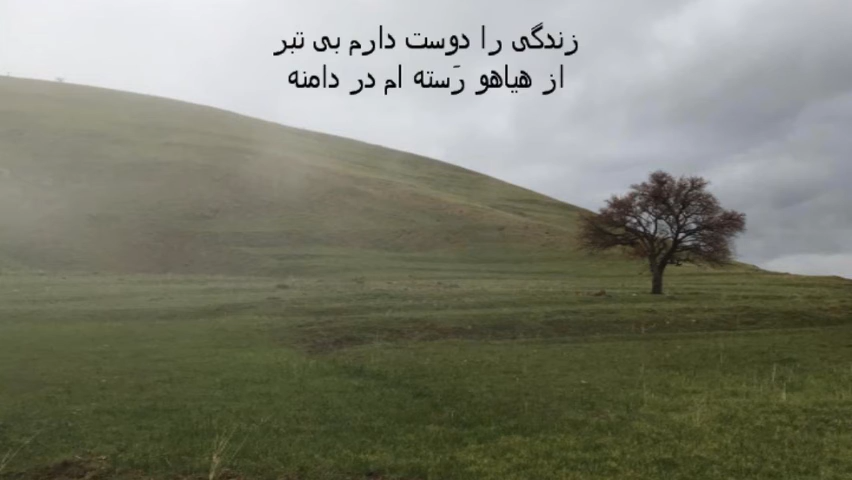 زندگی را دوست دارم بی تبر
از هیاهو رَسته ام در دامنه